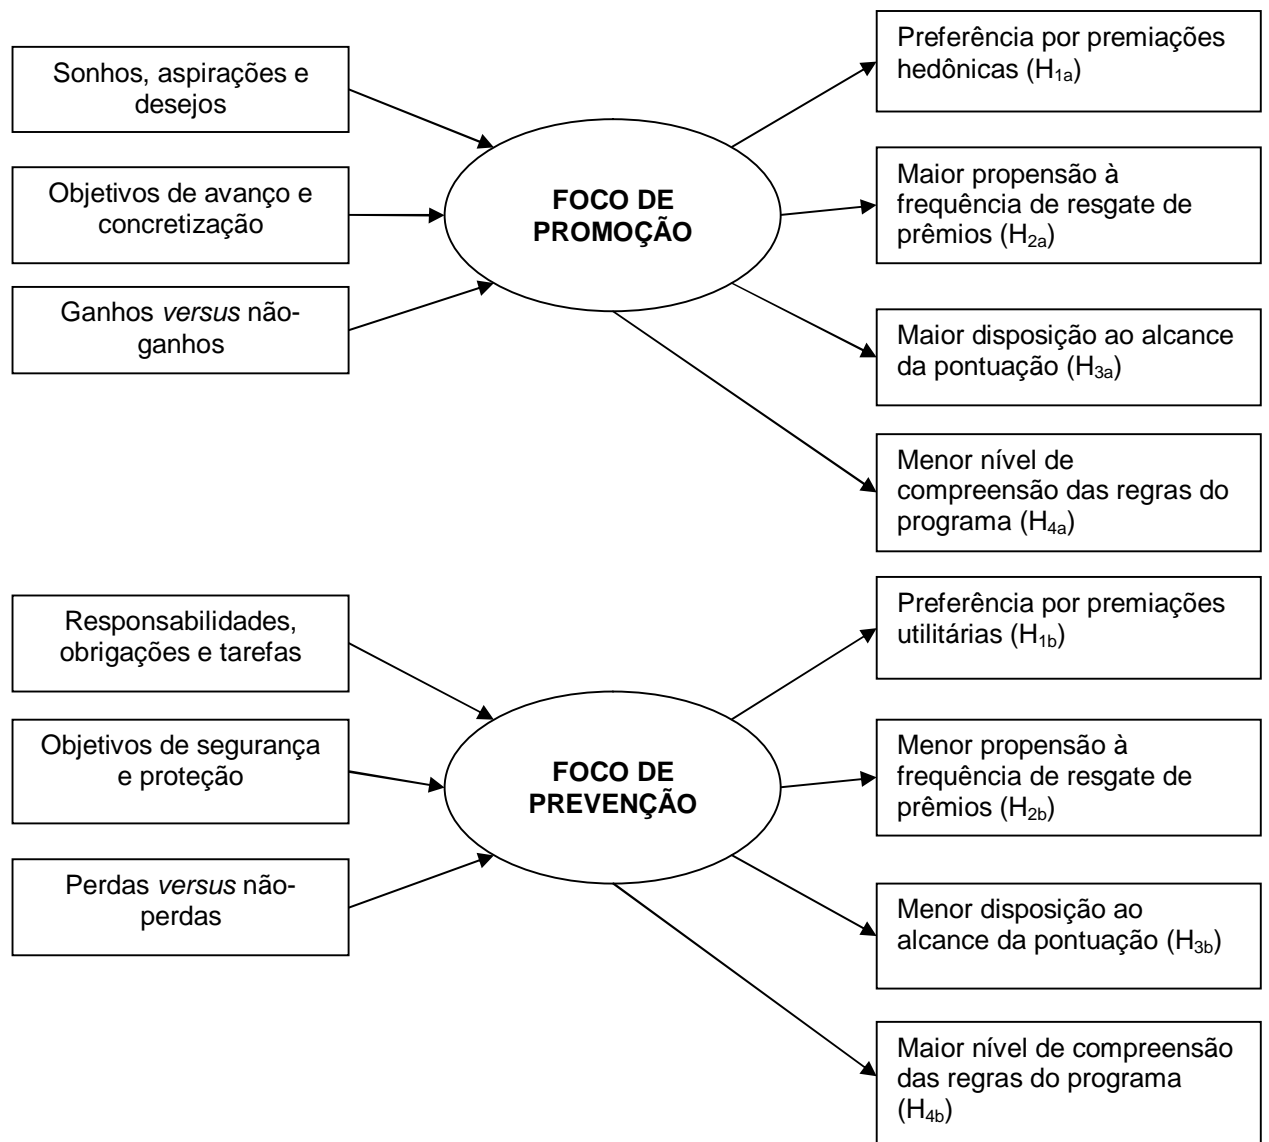 Sonhos, aspirações e
desejos
Objetivos de avanço e
concretização
Ganhos versus não-
ganhos
FOCO DE
PROMOÇÃO
Preferência por premiações
hedônicas (H1a)
Maior propensão à
frequência de resgate de
prêmios (H2a)
Maior disposição ao alcance
da pontuação (H3a)
Menor nível de
compreensão das regras do
programa (H4a)
Responsabilidades,
obrigações e tarefas
Objetivos de segurança
e proteção
Perdas versus não-
perdas
FOCO DE
PREVENÇÃO
Preferência por premiações
utilitárias (H1b)
Menor propensão à
frequência de resgate de
prêmios (H2b)
Menor disposição ao
alcance da pontuação (H3b)
Maior nível de compreensão
das regras do programa
(H4b)